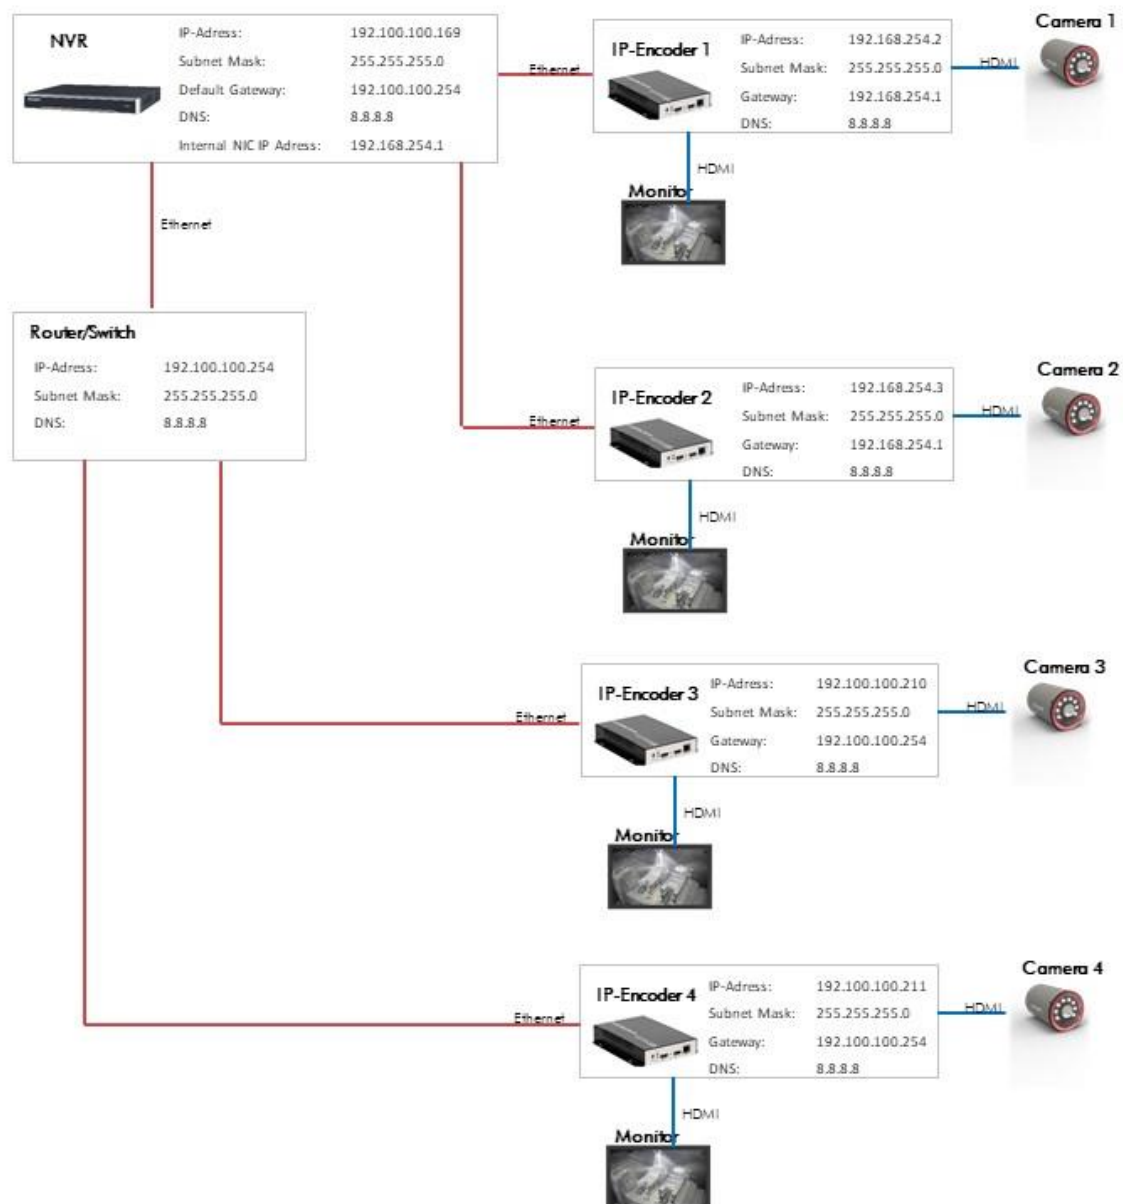 NVR
IP-Adress: 192.100.100.169
Subnet Mask: 255.255.255.0
Default Gateway: 192.100.100.254
DNS: 8.8.8.8
Internal NIC IP Adress: 192.168.254.1
Ethernet
IP-Encoder 1
IP-Adress: 192.168.254.2
Subnet Mask: 255.255.255.0
Gateway: 192.168.254.1
DNS: 8.8.8.8
HDMI
Camera 1
HDMI
Monitor
Ethernet
Router/Switch
IP-Adress: 192.100.100.254
Subnet Mask: 255.255.255.0
DNS: 8.8.8.8
Ethernet
IP-Encoder 2
IP-Adress: 192.168.254.3
Subnet Mask: 255.255.255.0
Gateway: 192.168.254.1
DNS: 8.8.8.8
HDMI
Camera 2
HDMI
Monitor
Ethernet
IP-Encoder 3
IP-Adress: 192.100.100.210
Subnet Mask: 255.255.255.0
Gateway: 192.100.100.254
DNS: 8.8.8.8
HDMI
Camera 3
HDMI
Monitor
Ethernet
IP-Encoder 4
IP-Adress: 192.100.100.211
Subnet Mask: 255.255.255.0
Gateway: 192.100.100.254
DNS: 8.8.8.8
HDMI
Camera 4
HDMI
Monitor